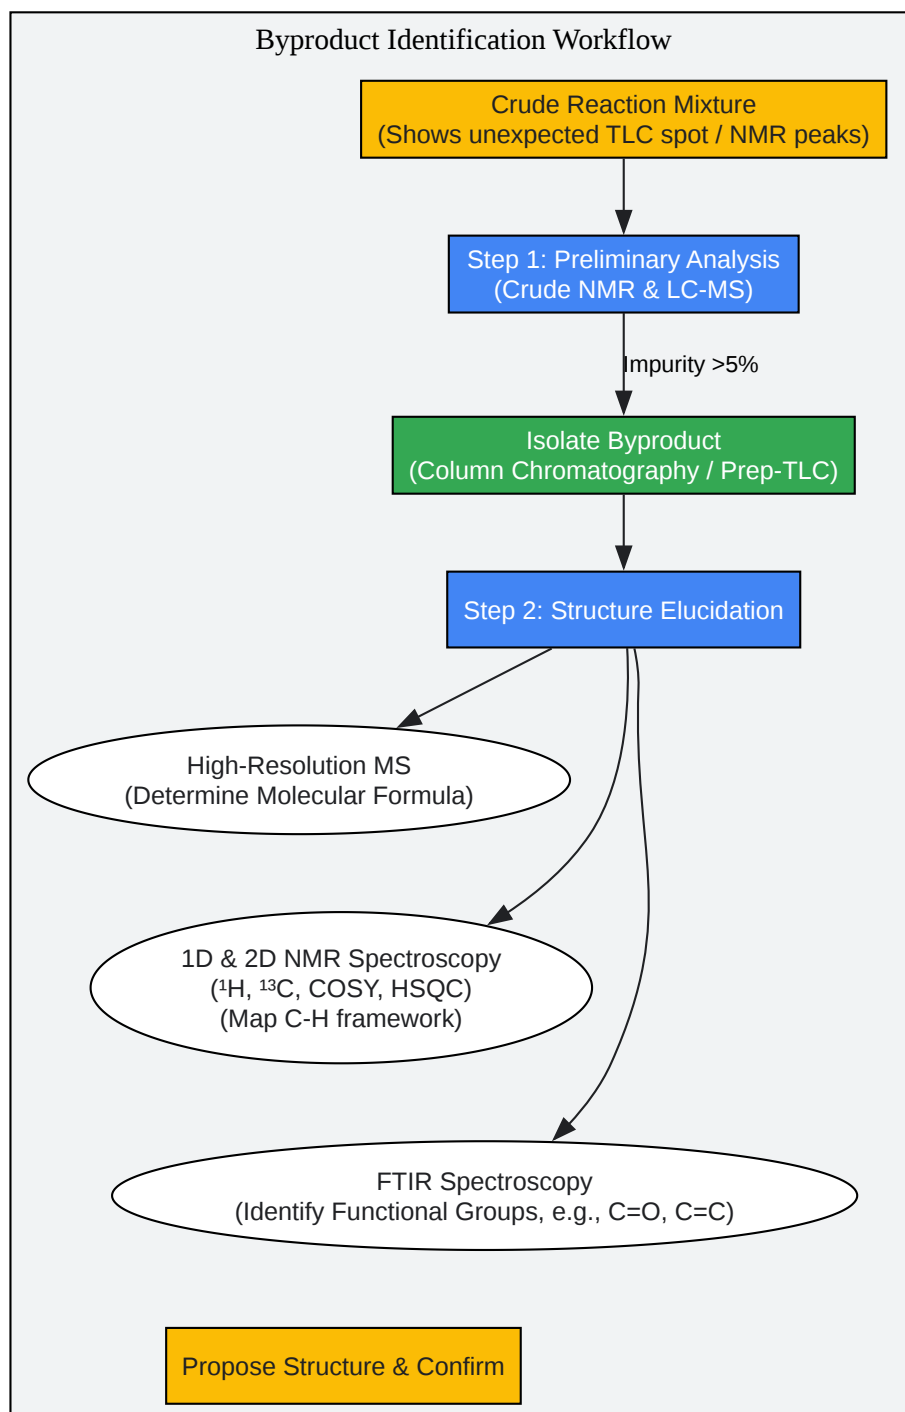 Byproduct Identification Workflow
Crude Reaction Mixture
(Shows unexpected TLC spot / NMR peaks)
Step 1: Preliminary Analysis
(Crude NMR & LC-MS)
Impurity >5%
Isolate Byproduct
(Column Chromatography / Prep-TLC)
Step 2: Structure Elucidation
High-Resolution MS
(Determine Molecular Formula)
1D & 2D NMR Spectroscopy
(¹H, ¹³C, COSY, HSQC)
(Map C-H framework)
FTIR Spectroscopy
(Identify Functional Groups, e.g., C=O, C=C)
Propose Structure & Confirm